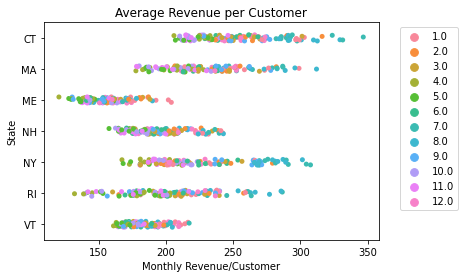 Average Revenue per Customer
State
CT
MA
ME
NH
NY
RI
VT
150 200 250 300 350
Monthly Revenue/Customer
1.0
2.0
3.0
4.0
5.0
6.0
7.0
8.0
9.0
10.0
11.0
12.0